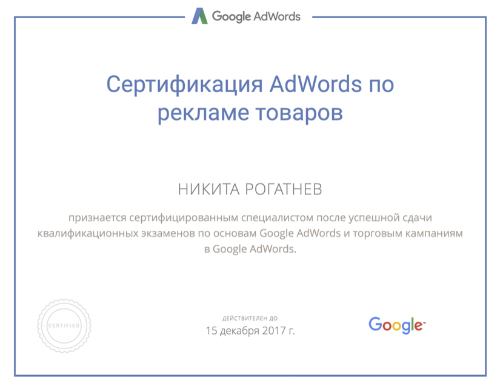 Google AdWords
Сертификация AdWords по
рекламе товаров
НИКИТА РОГАТНЕВ
признается сертифицированным специалистом после успешной сдачи
квалификационных экзаменов по основам Google AdWords и торговым кампаниям
в Google AdWords.
CERTIFIED
ДЕЙСТВИТЕЛЕН ДО
15 декабря 2017 г.
Google™